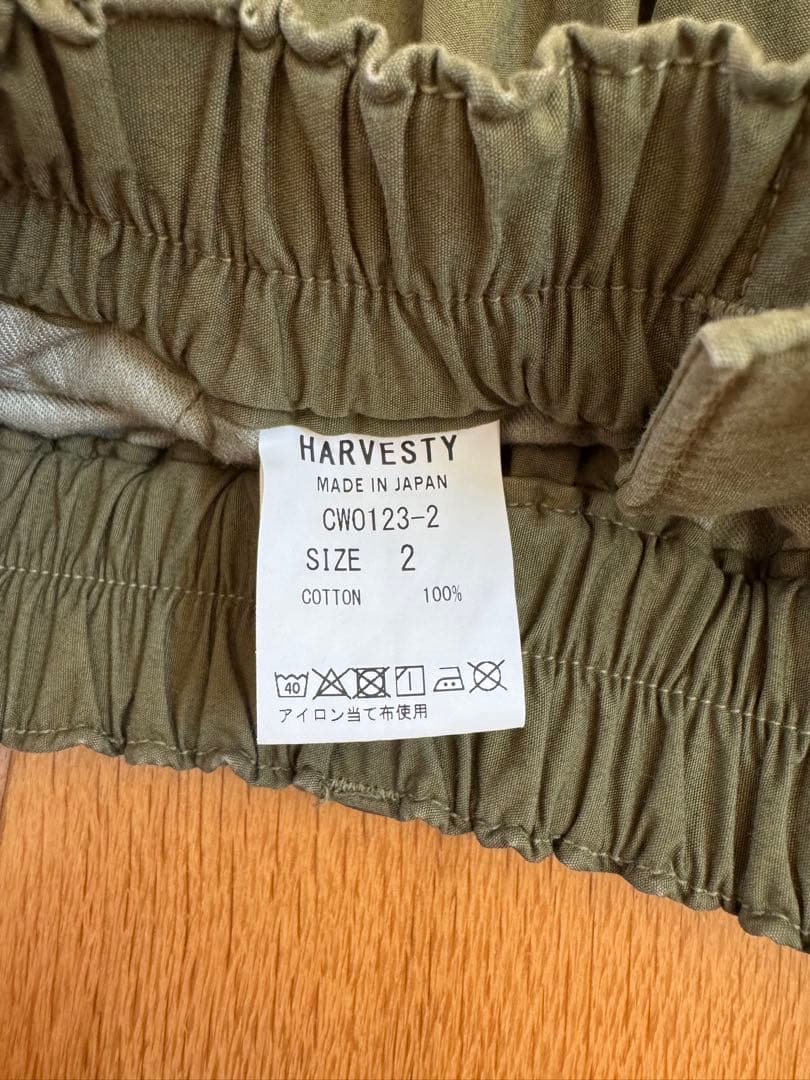 HARVESTY
MADE IN JAPAN
CW0123-2
SIZE 2
COTTON 100%
40
アイロン当て布使用